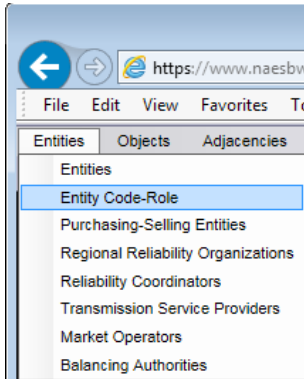 https://www.naesbw
File Edit View Favorites To
Entities Objects Adjacencies
Entities
Entity Code-Role
Purchasing-Selling Entities
Regional Reliability Organizations
Reliability Coordinators
Transmission Service Providers
Market Operators
Balancing Authorities